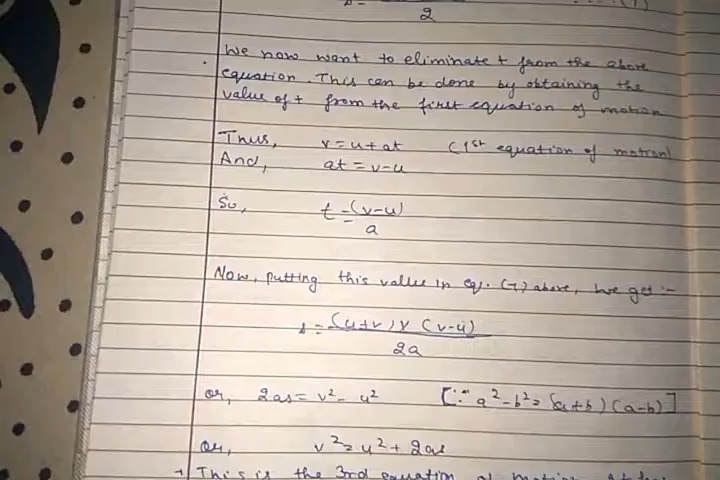 2
We now want to eliminate t from the above
equation. This can be done by obtaining the
value of t from the first equation of motion
Thus, v = u + at (1st equation of motion)
And, at = v - u
So, t = (v-u)
a
Now, putting this value in eq. (7) above, we get :-
s = (u+v) x (v-u)
2a
or, 2as = v² - u² [∵ a² - b² = (a+b) (a-b)]
or, v² = u² + 2as
→ This is the 3rd equation of motion